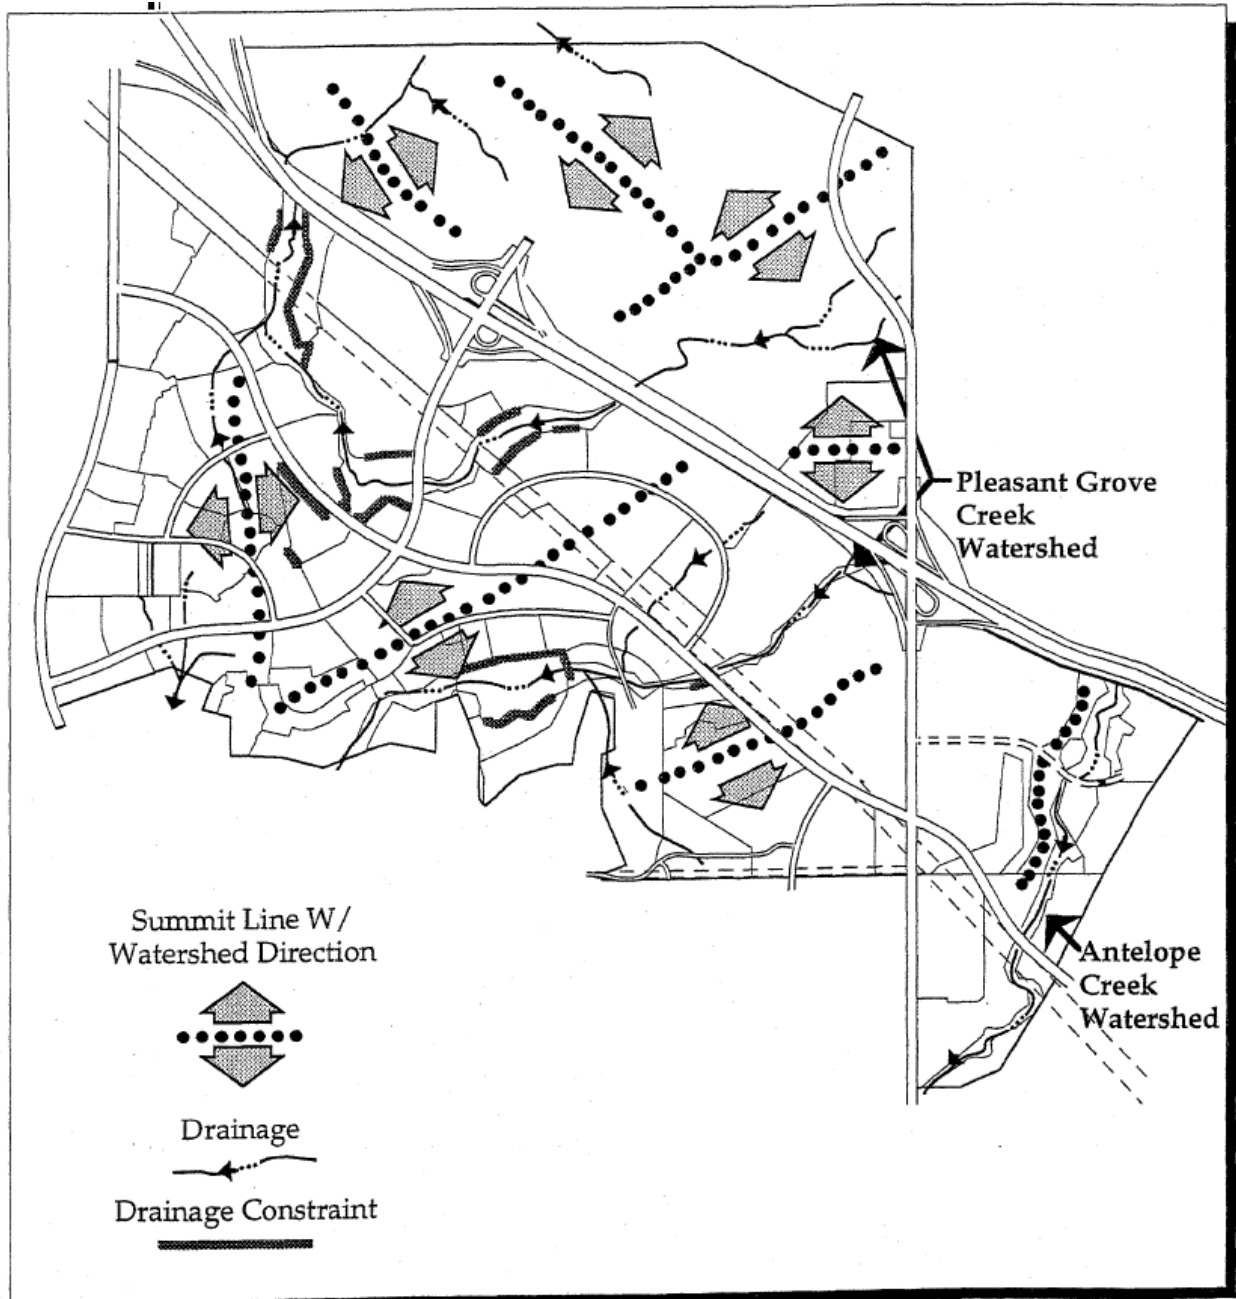 Pleasant Grove
Creek
Watershed
Summit Line W/
Watershed Direction
Antelope
Creek
Watershed
Drainage
Drainage Constraint